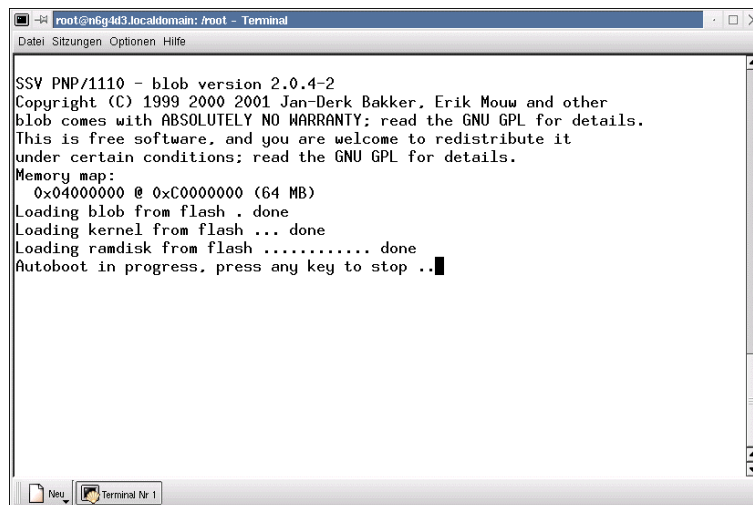 root@n6g4d3.localdomain: /root - Terminal
Datei Sitzungen Optionen Hilfe
SSV PNP/1110 - blob version 2.0.4-2
Copyright (C) 1999 2000 2001 Jan-Derk Bakker, Erik Mouw and other
blob comes with ABSOLUTELY NO WARRANTY; read the GNU GPL for details.
This is free software, and you are welcome to redistribute it
under certain conditions; read the GNU GPL for details.
Memory map:
  0x04000000 @ 0xC0000000 (64 MB)
Loading blob from flash . done
Loading kernel from flash ... done
Loading ramdisk from flash ............ done
Autoboot in progress, press any key to stop ..
Neu Terminal Nr 1